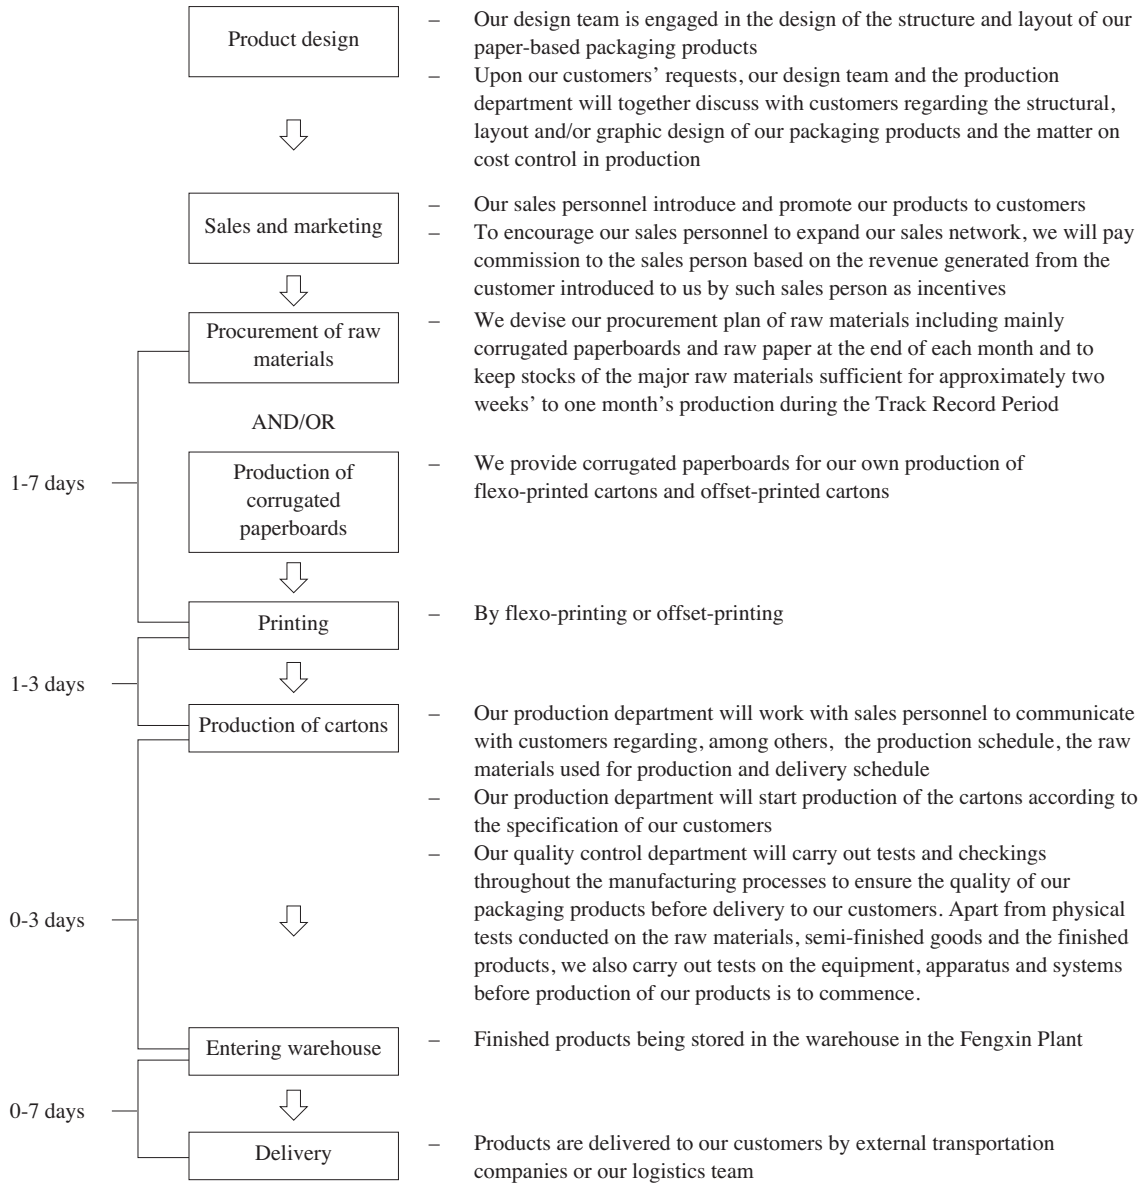 Product design
– Our design team is engaged in the design of the structure and layout of our
paper-based packaging products
– Upon our customers’ requests, our design team and the production
department will together discuss with customers regarding the structural,
layout and/or graphic design of our packaging products and the matter on
cost control in production
Sales and marketing
– Our sales personnel introduce and promote our products to customers
– To encourage our sales personnel to expand our sales network, we will pay
commission to the sales person based on the revenue generated from the
customer introduced to us by such sales person as incentives
Procurement of raw
materials
– We devise our procurement plan of raw materials including mainly
corrugated paperboards and raw paper at the end of each month and to
keep stocks of the major raw materials sufficient for approximately two
weeks’ to one month’s production during the Track Record Period
AND/OR
1-7 days
Production of
corrugated
paperboards
– We provide corrugated paperboards for our own production of
flexo-printed cartons and offset-printed cartons
Printing
– By flexo-printing or offset-printing
1-3 days
Production of cartons
– Our production department will work with sales personnel to communicate
with customers regarding, among others, the production schedule, the raw
materials used for production and delivery schedule
– Our production department will start production of the cartons according to
the specification of our customers
– Our quality control department will carry out tests and checkings
throughout the manufacturing processes to ensure the quality of our
packaging products before delivery to our customers. Apart from physical
tests conducted on the raw materials, semi-finished goods and the finished
products, we also carry out tests on the equipment, apparatus and systems
before production of our products is to commence.
0-3 days
Entering warehouse
– Finished products being stored in the warehouse in the Fengxin Plant
0-7 days
Delivery
– Products are delivered to our customers by external transportation
companies or our logistics team